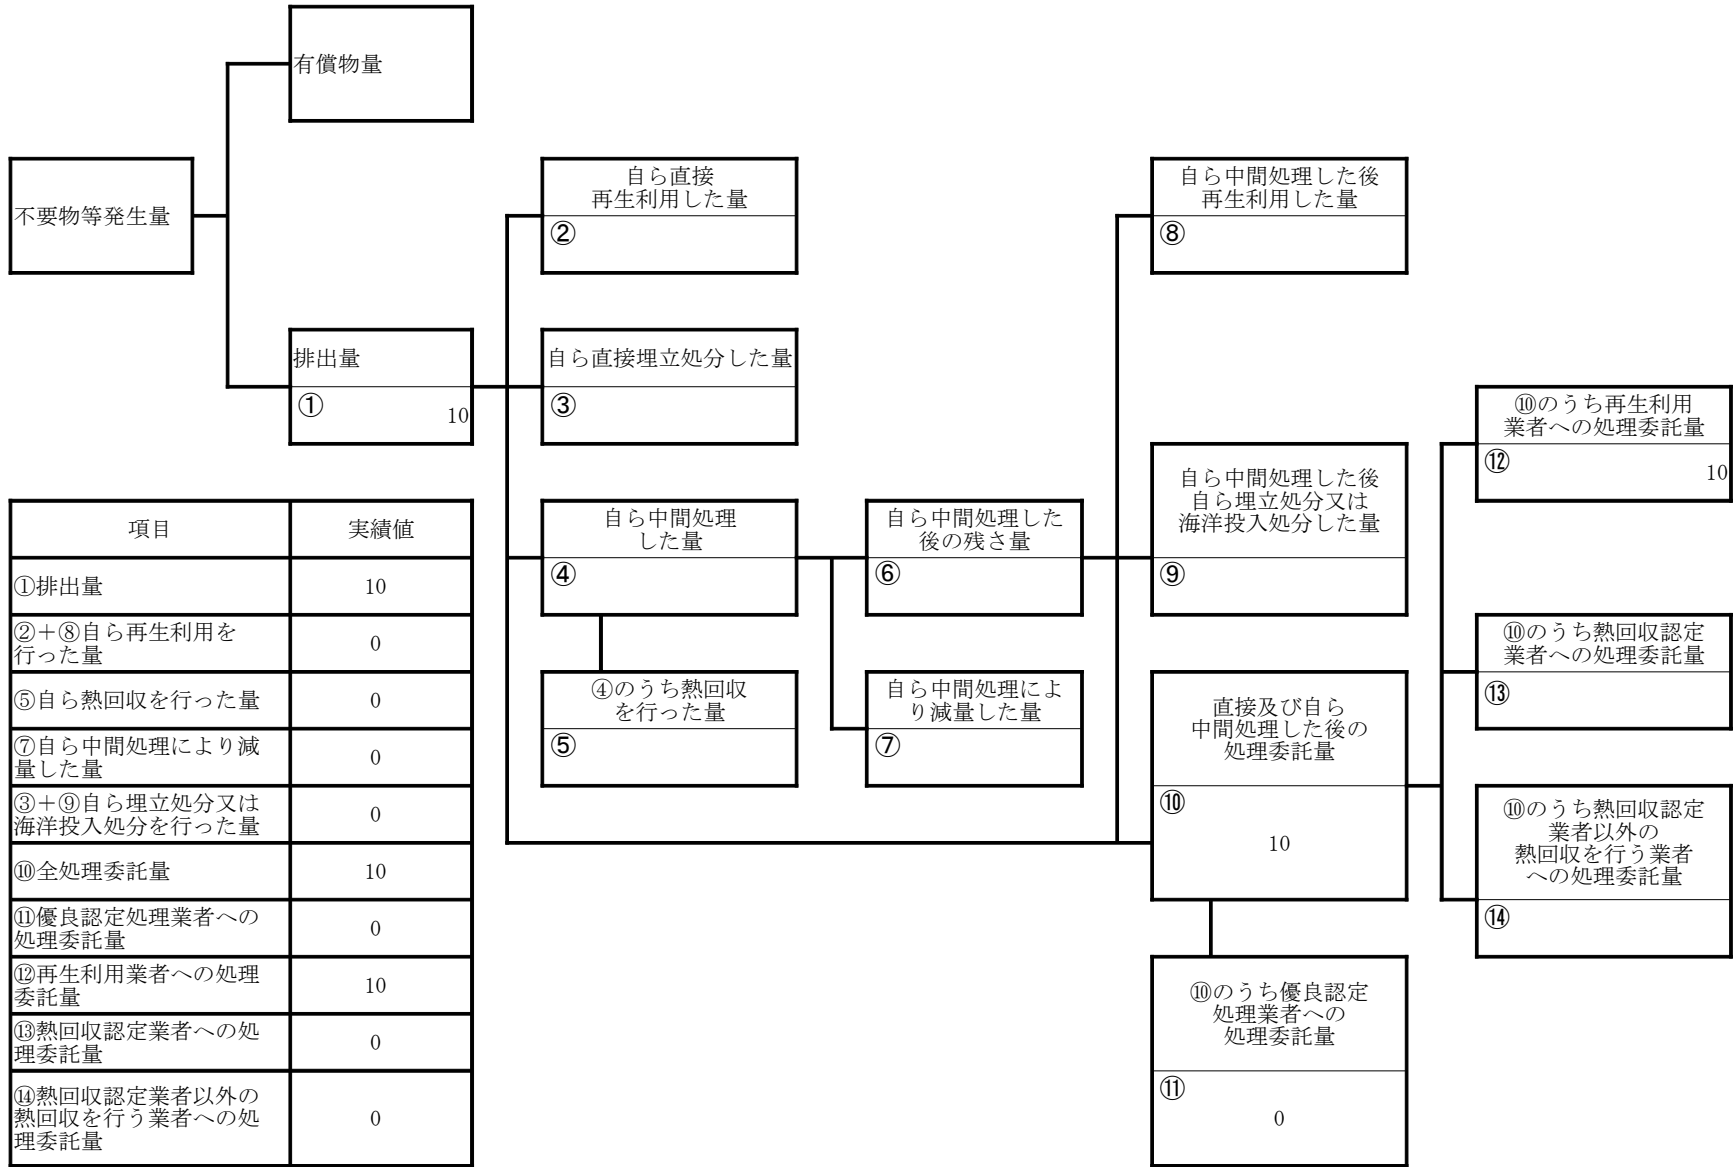 有償物量
不要物等発生量
自ら直接
再生利用した量
②
自ら中間処理した後
再生利用した量
⑧
排出量
①
10
自ら直接埋立処分した量
③
⑩のうち再生利用
業者への処理委託量
⑫
10
自ら中間処理した後
自ら埋立処分又は
海洋投入処分した量
⑨
自ら中間処理
した量
④
自ら中間処理した
後の残さ量
⑥
⑩のうち熱回収認定
業者への処理委託量
⑬
④のうち熱回収
を行った量
⑤
自ら中間処理によ
り減量した量
⑦
直接及び自ら
中間処理した後の
処理委託量
⑩
10
⑩のうち熱回収認定
業者以外の
熱回収を行う業者
への処理委託量
⑭
⑩のうち優良認定
処理業者への
処理委託量
⑪
0
項目 実績値
①排出量 10
②+⑧自ら再生利用を
行った量 0
⑤自ら熱回収を行った量 0
⑦自ら中間処理により減
量した量 0
③+⑨自ら埋立処分又は
海洋投入処分を行った量 0
⑩全処理委託量 10
⑪優良認定処理業者への
処理委託量 0
⑫再生利用業者への処理
委託量 10
⑬熱回収認定業者への処
理委託量 0
⑭熱回収認定業者以外の
熱回収を行う業者への処
理委託量 0